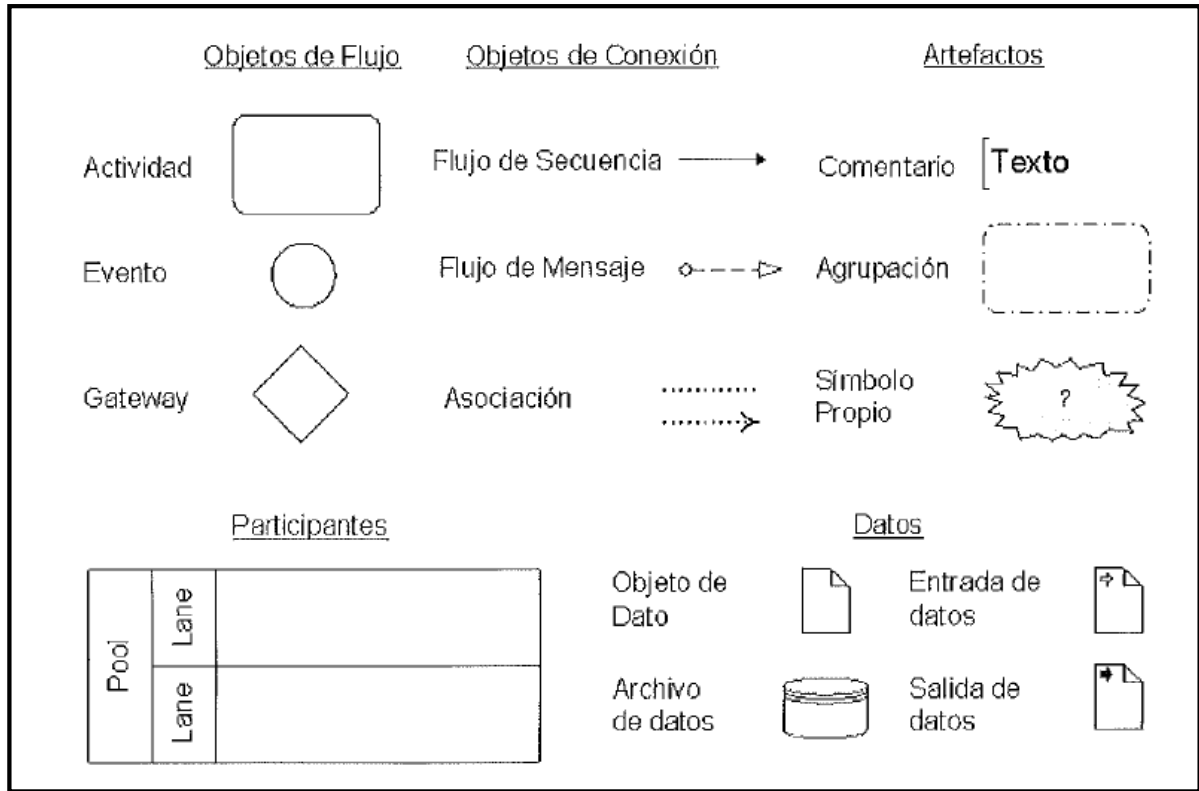 Objetos de Flujo
Objetos de Conexión
Artefactos
Actividad
Flujo de Secuencia
Comentario
Texto
Evento
Flujo de Mensaje
Agrupación
Gateway
Asociación
Símbolo
Propio
?
Participantes
Pool
Lane
Lane
Datos
Objeto de
Dato
Entrada de
datos
Archivo
de datos
Salida de
datos